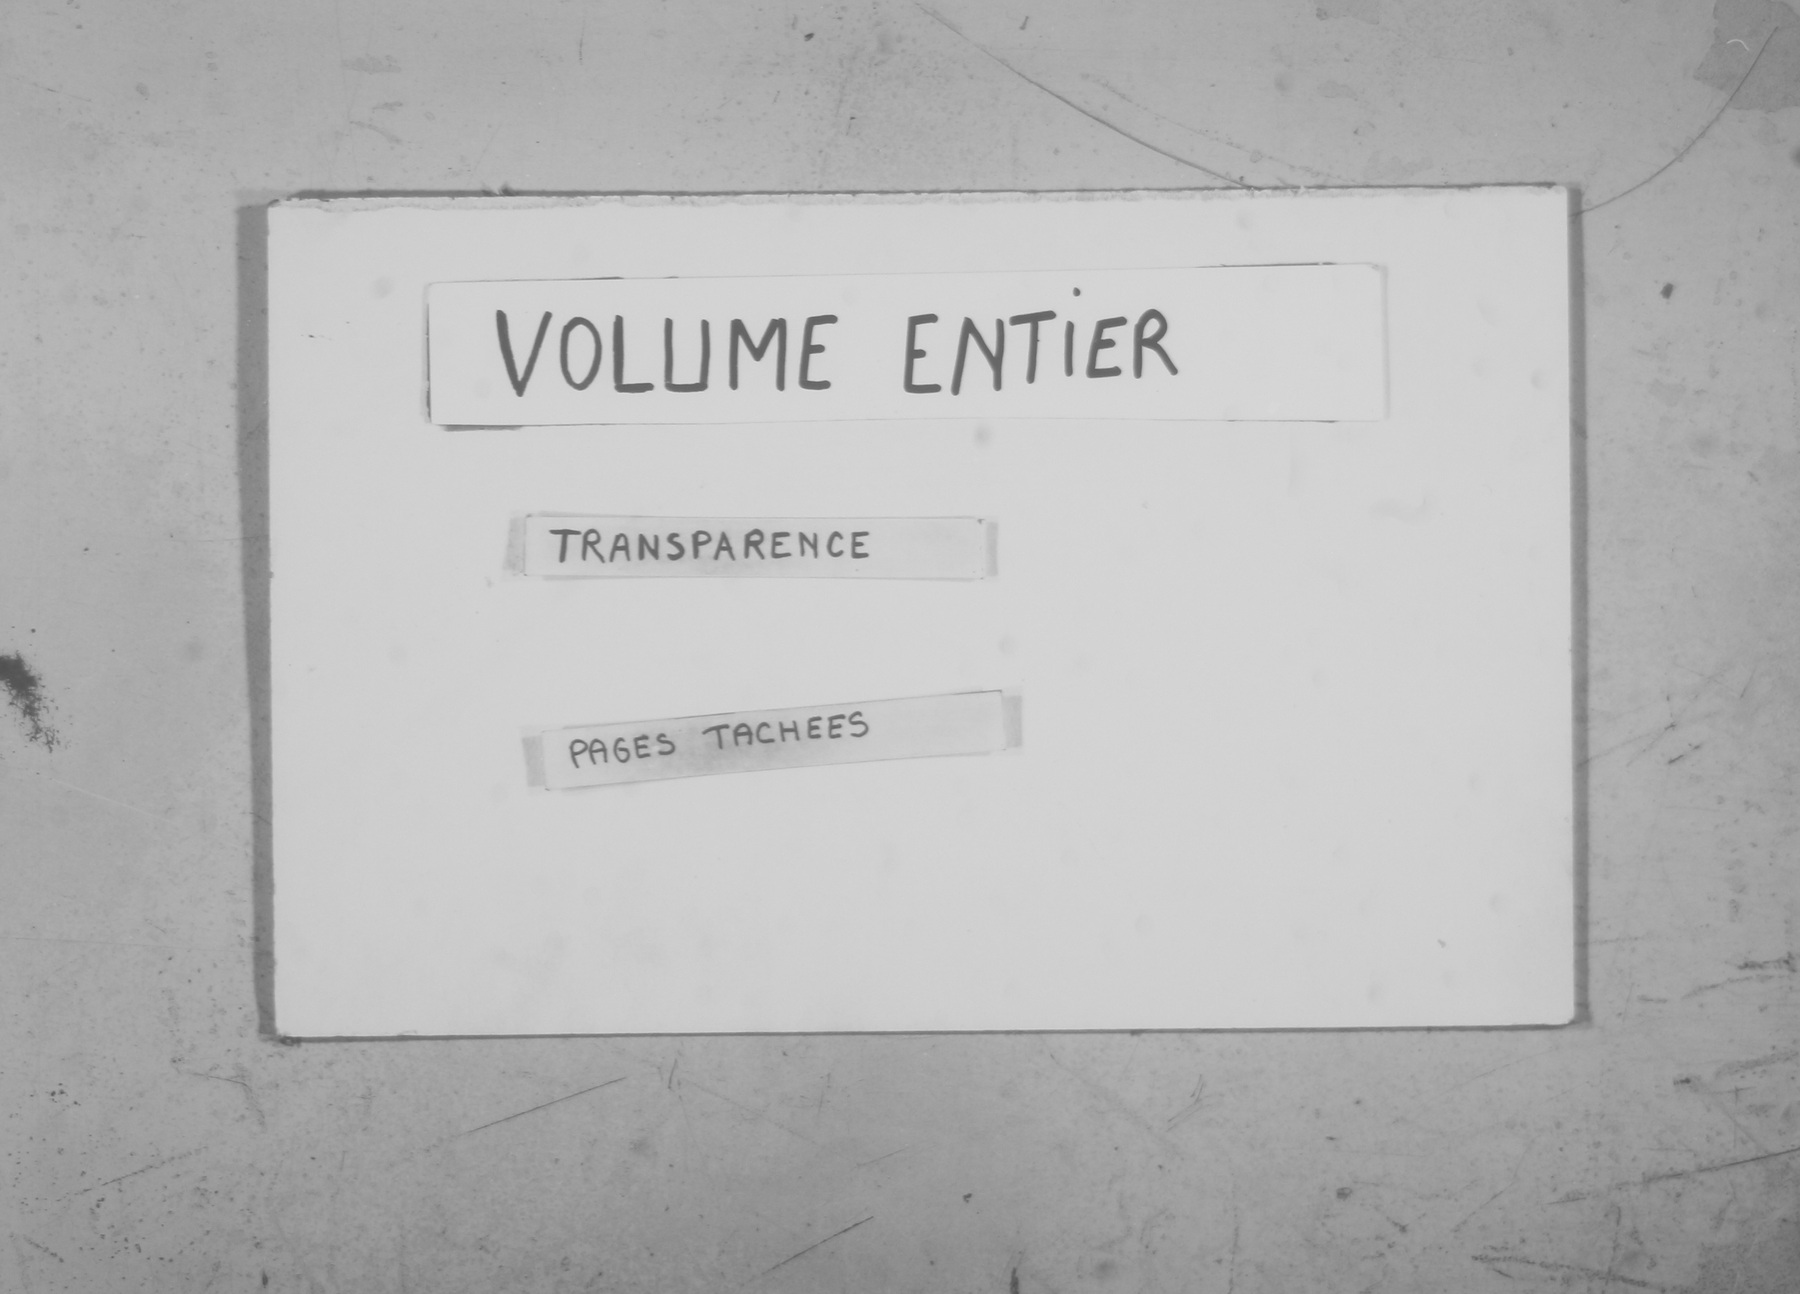 VOLUME ENTiER
TRANSPARENCE
PAGES TACHEES